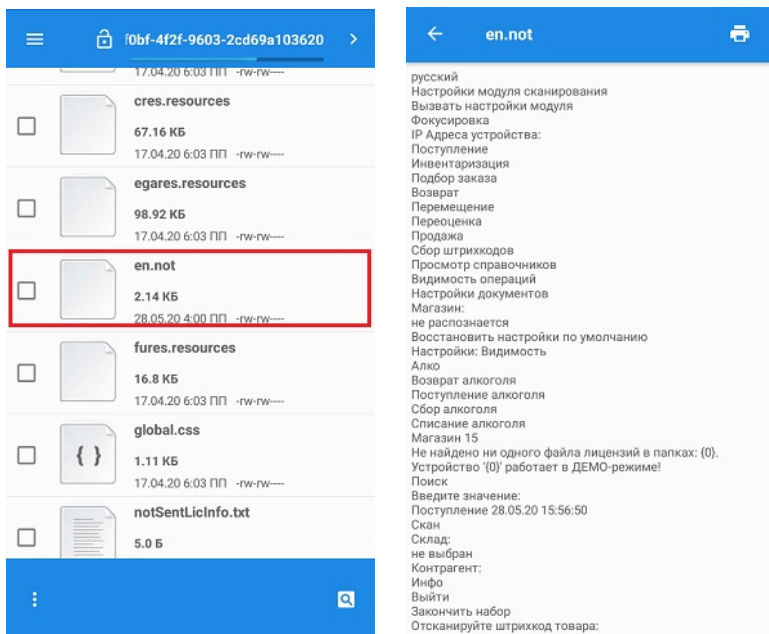 f0bf-4f2f-9603-2cd69a103620
17.04.20 6:03 ПП -rw-rw----
cres.resources
67.16 КБ
17.04.20 6:03 ПП -rw-rw----
egares.resources
98.92 КБ
17.04.20 6:03 ПП -rw-rw----
en.not
2.14 КБ
28.05.20 4:00 ПП -rw-rw----
fures.resources
16.8 КБ
17.04.20 6:03 ПП -rw-rw----
global.css
{ }
1.11 КБ
17.04.20 6:03 ПП -rw-rw----
notSentLicInfo.txt
5.0 Б
en.not
русский
Настройки модуля сканирования
Вызвать настройки модуля
Фокусировка
IP Адреса устройства:
Поступление
Инвентаризация
Подбор заказа
Возврат
Перемещение
Переоценка
Продажа
Сбор штрихкодов
Просмотр справочников
Видимость операций
Настройки документов
Магазин:
не распознается
Восстановить настройки по умолчанию
Настройки: Видимость
Алко
Возврат алкоголя
Поступление алкоголя
Сбор алкоголя
Списание алкоголя
Магазин 15
Не найдено ни одного файла лицензий в папках: {0}.
Устройство '{0}' работает в ДЕМО-режиме!
Поиск
Введите значение:
Поступление 28.05.20 15:56:50
Скан
Склад:
не выбран
Контрагент:
Инфо
Выйти
Закончить набор
Отсканируйте штрихкод товара: